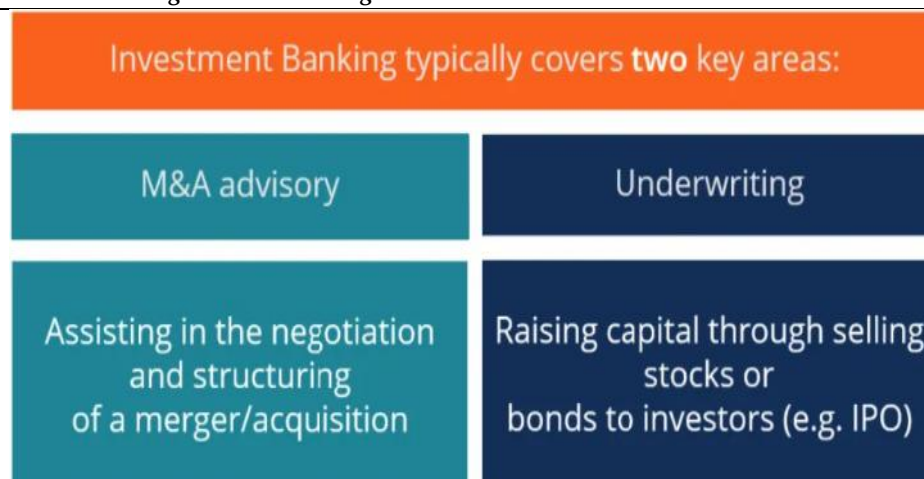 Investment Banking typically covers two key areas:
M&A advisory
Underwriting
Assisting in the negotiation
and structuring
of a merger/acquisition
Raising capital through selling
stocks or
bonds to investors (e.g. IPO)